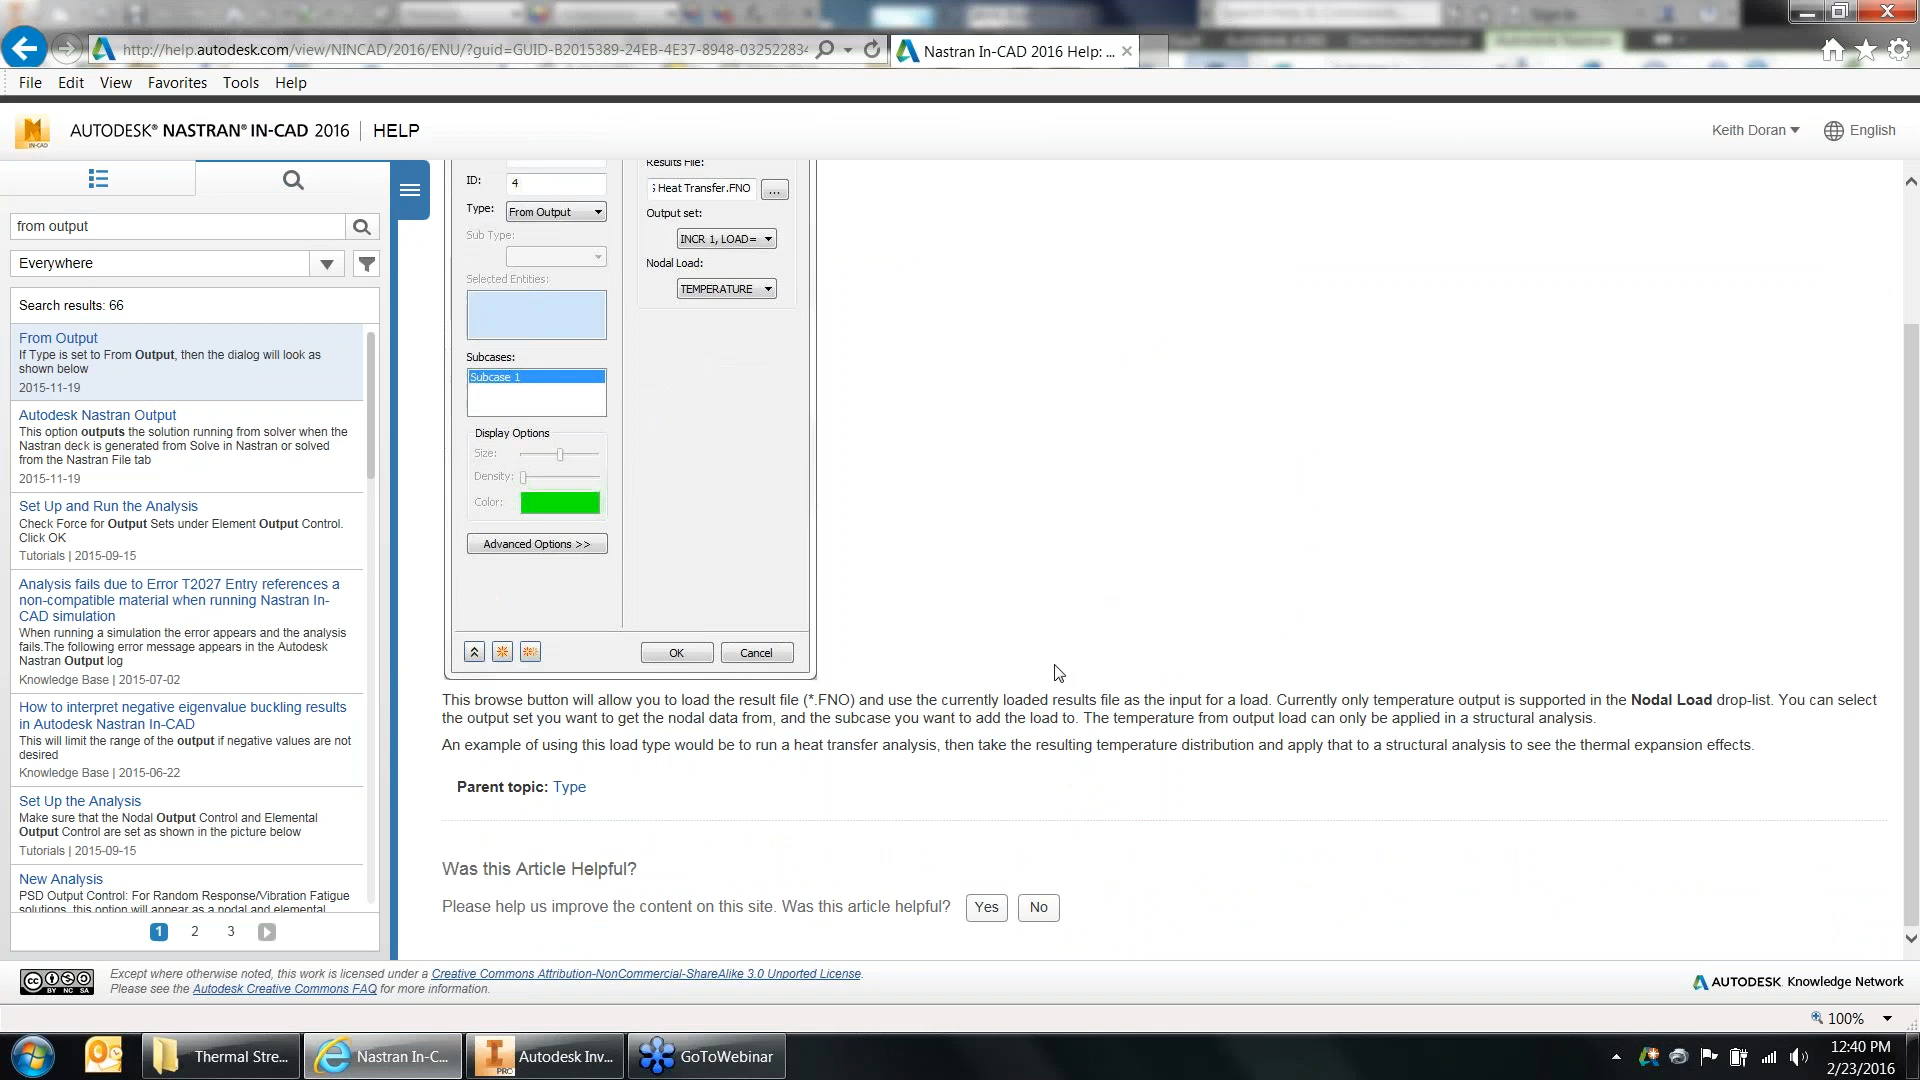 http://help.autodesk.com/view/NINCAD/2016/ENU/?guid=GUID-B2015389-24EB-4E37-8948-032522834
Nastran In-CAD 2016 Help: ...
File Edit View Favorites Tools Help
AUTODESK® NASTRAN® IN-CAD 2016 | HELP
Keith Doran
English
from output
Everywhere
Search results: 66
From Output
If Type is set to From Output, then the dialog will look as
shown below
2015-11-19
Autodesk Nastran Output
This option outputs the solution running from solver when the
Nastran deck is generated from Solve in Nastran or solved
from the Nastran File tab
2015-11-19
Set Up and Run the Analysis
Check Force for Output Sets under Element Output Control.
Click OK
Tutorials | 2015-09-15
Analysis fails due to Error T2027 Entry references a
non-compatible material when running Nastran In-
CAD simulation
When running a simulation the error appears and the analysis
fails.The following error message appears in the Autodesk
Nastran Output log
Knowledge Base | 2015-07-02
How to interpret negative eigenvalue buckling results
in Autodesk Nastran In-CAD
This will limit the range of the output if negative values are not
desired
Knowledge Base | 2015-06-22
Set Up the Analysis
Make sure that the Nodal Output Control and Elemental
Output Control are set as shown in the picture below
Tutorials | 2015-09-15
New Analysis
PSD Output Control: For Random Response/Vibration Fatigue
solutions, this option will appear as a nodal and elemental
1 2 3
ID: 4
Type: From Output
Sub Type:
Selected Entities:
Subcases:
Subcase 1
Display Options
Size:
Density:
Color:
Advanced Options >>
Results File:
S Heat Transfer.FNO ...
Output set:
INCR 1, LOAD=
Nodal Load:
TEMPERATURE
OK Cancel
This browse button will allow you to load the result file (*.FNO) and use the currently loaded results file as the input for a load. Currently only temperature output is supported in the Nodal Load drop-list. You can select
the output set you want to get the nodal data from, and the subcase you want to add the load to. The temperature from output load can only be applied in a structural analysis.
An example of using this load type would be to run a heat transfer analysis, then take the resulting temperature distribution and apply that to a structural analysis to see the thermal expansion effects.
Parent topic: Type
Was this Article Helpful?
Please help us improve the content on this site. Was this article helpful? Yes No
BY NC SA
Except where otherwise noted, this work is licensed under a Creative Commons Attribution-NonCommercial-ShareAlike 3.0 Unported License.
Please see the Autodesk Creative Commons FAQ for more information.
AUTODESK. Knowledge Network
100%
Thermal Stre...
Nastran In-C...
Autodesk Inv...
GoToWebinar
12:40 PM
2/23/2016